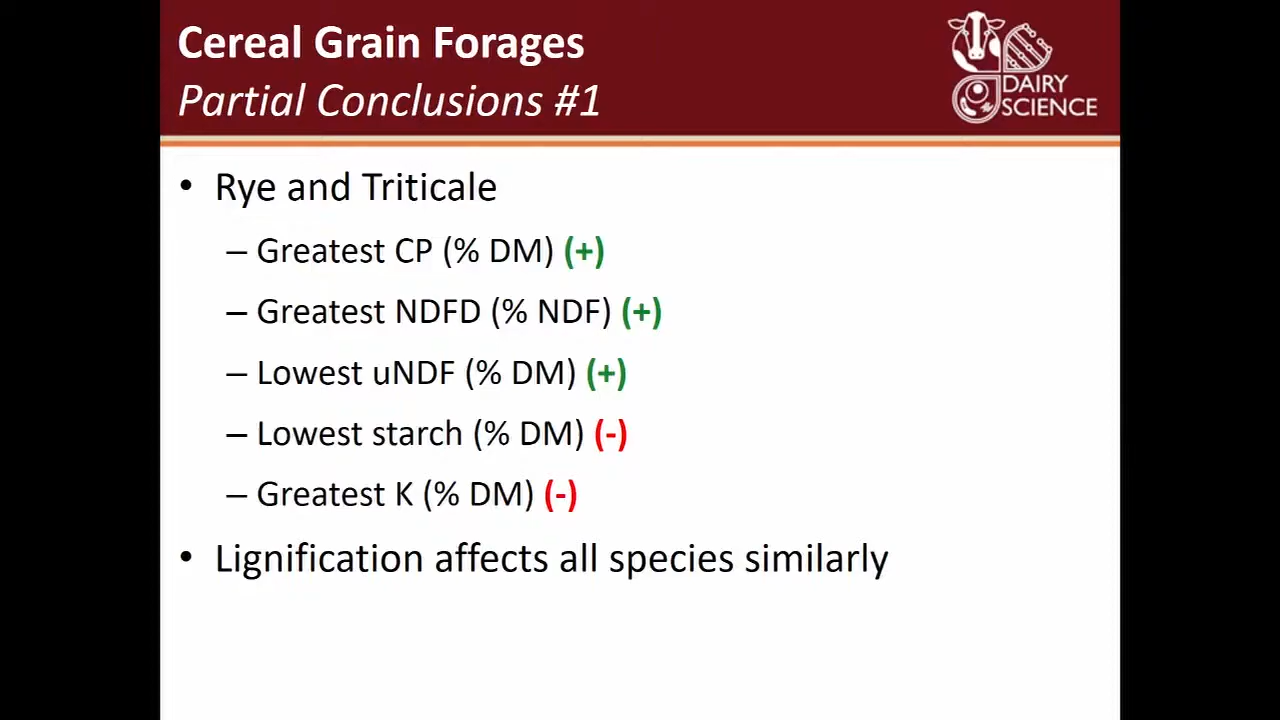 Cereal Grain Forages
Partial Conclusions #1
DAIRY
SCIENCE
• Rye and Triticale
– Greatest CP (% DM) (+)
– Greatest NDFD (% NDF) (+)
– Lowest uNDF (% DM) (+)
– Lowest starch (% DM) (-)
– Greatest K (% DM) (-)
• Lignification affects all species similarly